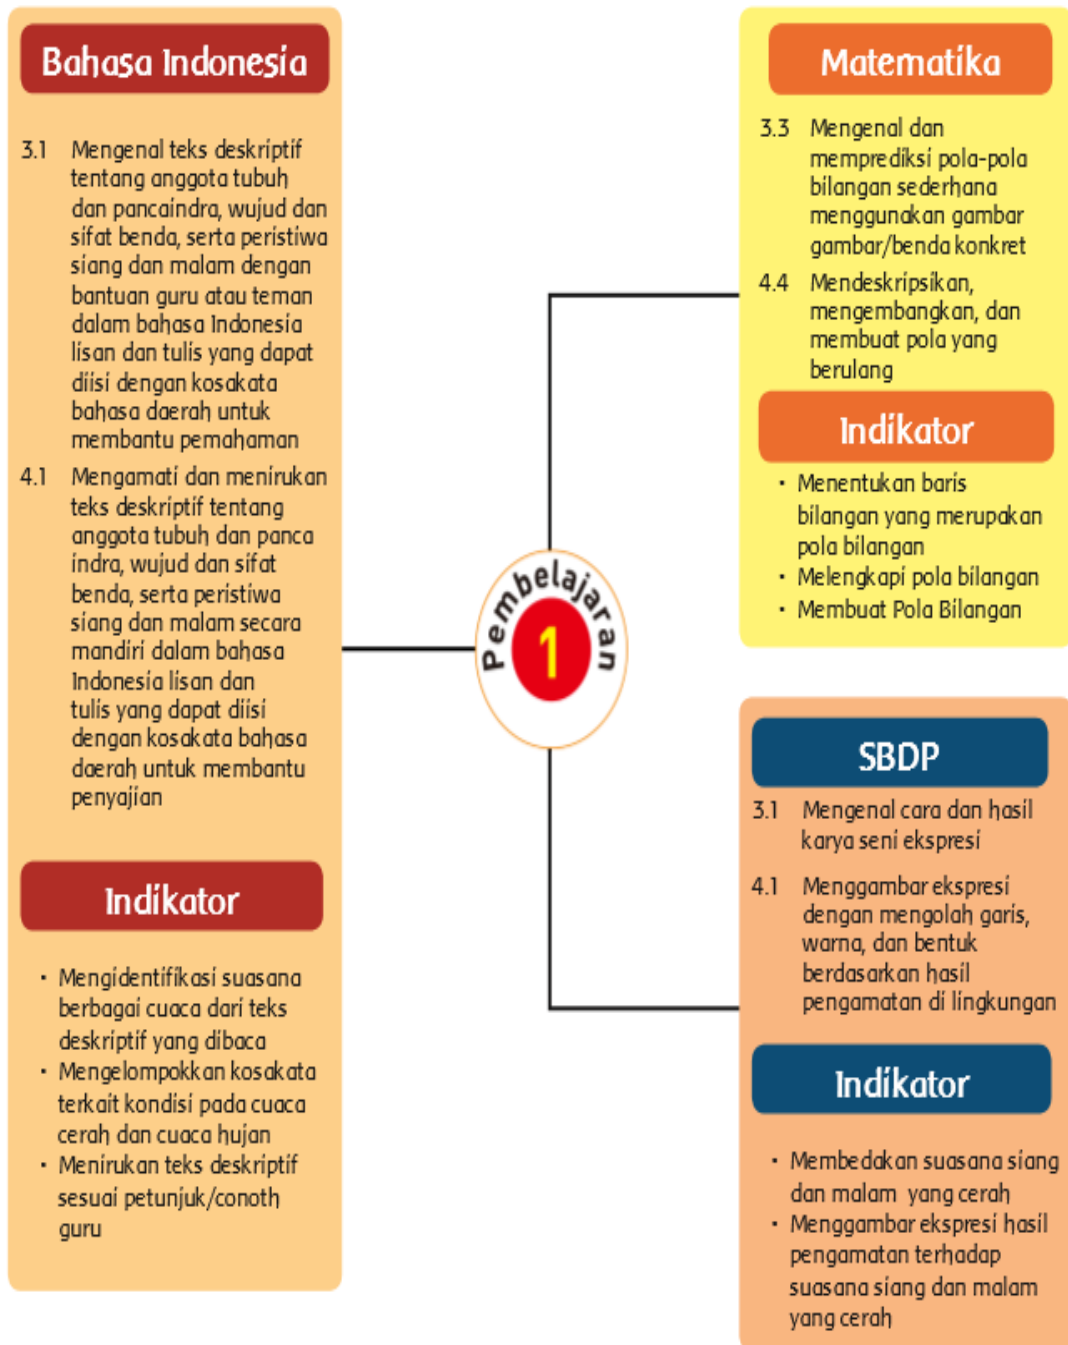 Bahasa Indonesia
3.1 Mengenal teks deskriptif
tentang anggota tubuh
dan pancaindra, wujud dan
sifat benda, serta peristiwa
siang dan malam dengan
bantuan guru atau teman
dalam bahasa Indonesia
lisan dan tulis yang dapat
diisi dengan kosakata
bahasa daerah untuk
membantu pemahaman
4.1 Mengamati dan menirukan
teks deskriptif tentang
anggota tubuh dan panca
indra, wujud dan sifat
benda, serta peristiwa
siang dan malam secara
mandiri dalam bahasa
Indonesia lisan dan
tulis yang dapat diisi
dengan kosakata bahasa
daerah untuk membantu
penyajian
Indikator
• Mengidentifikasi suasana
berbagai cuaca dari teks
deskriptif yang dibaca
• Mengelompokkan kosakata
terkait kondisi pada cuaca
cerah dan cuaca hujan
• Menirukan teks deskriptif
sesuai petunjuk/conoth
guru
Pembelajaran
1
Matematika
3.3 Mengenal dan
memprediksi pola-pola
bilangan sederhana
menggunakan gambar
gambar/benda konkret
4.4 Mendeskripsikan,
mengembangkan, dan
membuat pola yang
berulang
Indikator
• Menentukan baris
bilangan yang merupakan
pola bilangan
• Melengkapi pola bilangan
• Membuat Pola Bilangan
SBDP
3.1 Mengenal cara dan hasil
karya seni ekspresi
4.1 Menggambar ekspresi
dengan mengolah garis,
warna, dan bentuk
berdasarkan hasil
pengamatan di lingkungan
Indikator
• Membedakan suasana siang
dan malam yang cerah
• Menggambar ekspresi hasil
pengamatan terhadap
suasana siang dan malam
yang cerah